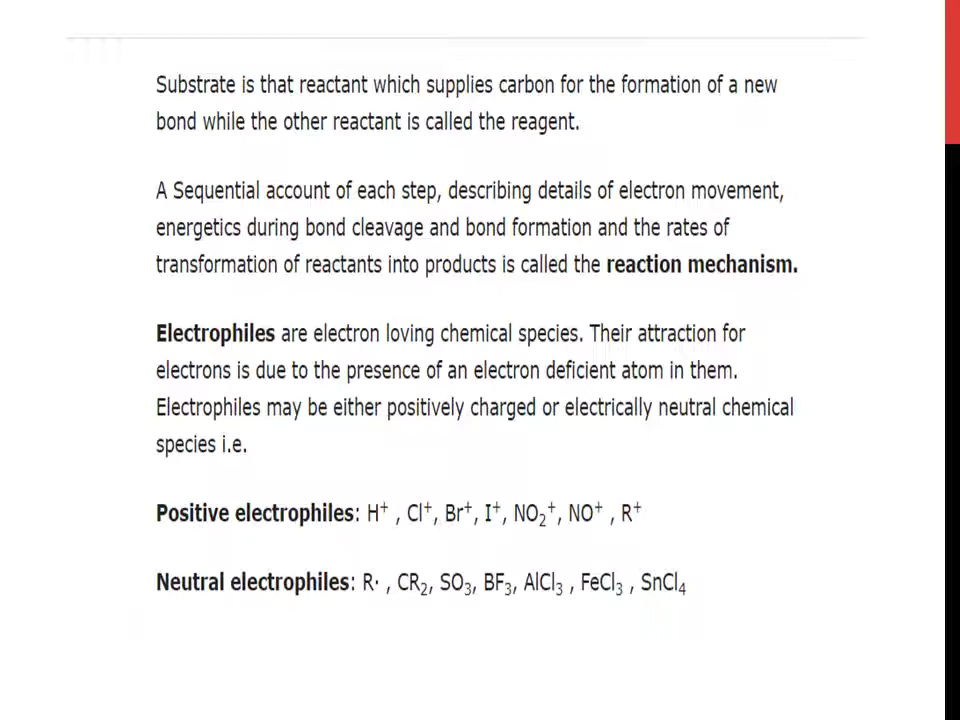 Substrate is that reactant which supplies carbon for the formation of a new
bond while the other reactant is called the reagent.
A Sequential account of each step, describing details of electron movement,
energetics during bond cleavage and bond formation and the rates of
transformation of reactants into products is called the reaction mechanism.
Electrophiles are electron loving chemical species. Their attraction for
electrons is due to the presence of an electron deficient atom in them.
Electrophiles may be either positively charged or electrically neutral chemical
species i.e.
Positive electrophiles: H⁺ , Cl⁺, Br⁺, I⁺, NO₂⁺, NO⁺ , R⁺
Neutral electrophiles: R· , CR₂, SO₃, BF₃, AlCl₃ , FeCl₃ , SnCl₄